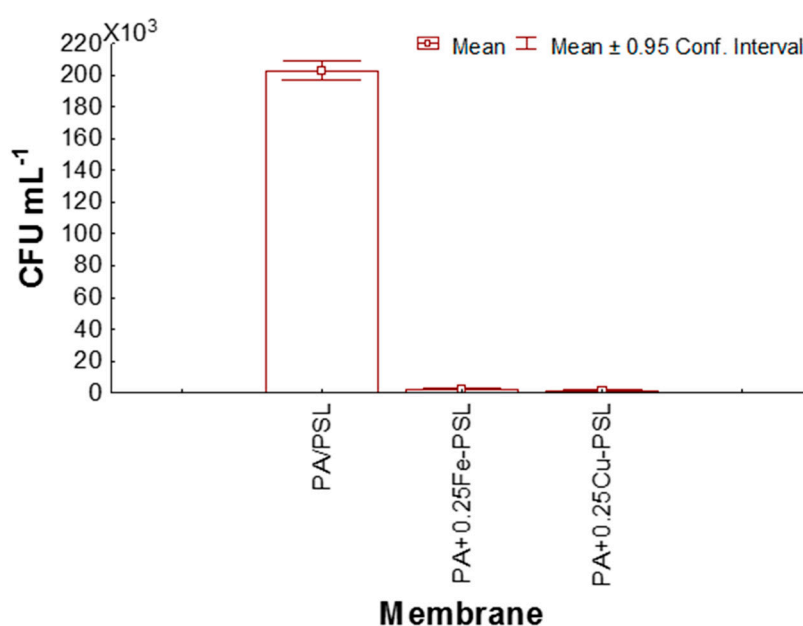 X10³
Mean Mean ± 0.95 Conf. Interval
220
200
180
160
140
120
100
80
60
40
20
0
CFU mL⁻¹
PA/PSL
PA+0.25Fe-PSL
PA+0.25Cu-PSL
Membrane